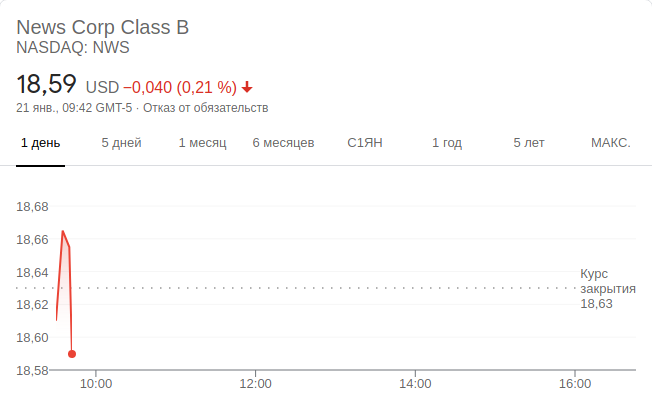 News Corp Class B
NASDAQ: NWS
18,59 USD −0,040 (0,21 %)
21 янв., 09:42 GMT-5 · Отказ от обязательств
1 день 5 дней 1 месяц 6 месяцев С1ЯН 1 год 5 лет МАКС.
18,68
18,66
18,64
18,62
18,60
18,58
Курс
закрытия
18,63
10:00 12:00 14:00 16:00